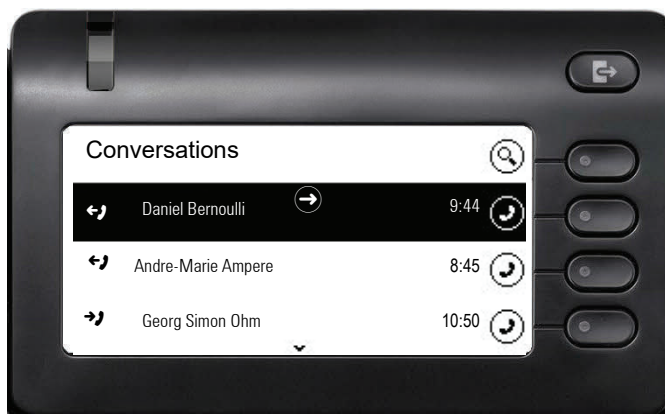 Conversations
Daniel Bernoulli 9:44
Andre-Marie Ampere 8:45
Georg Simon Ohm 10:50